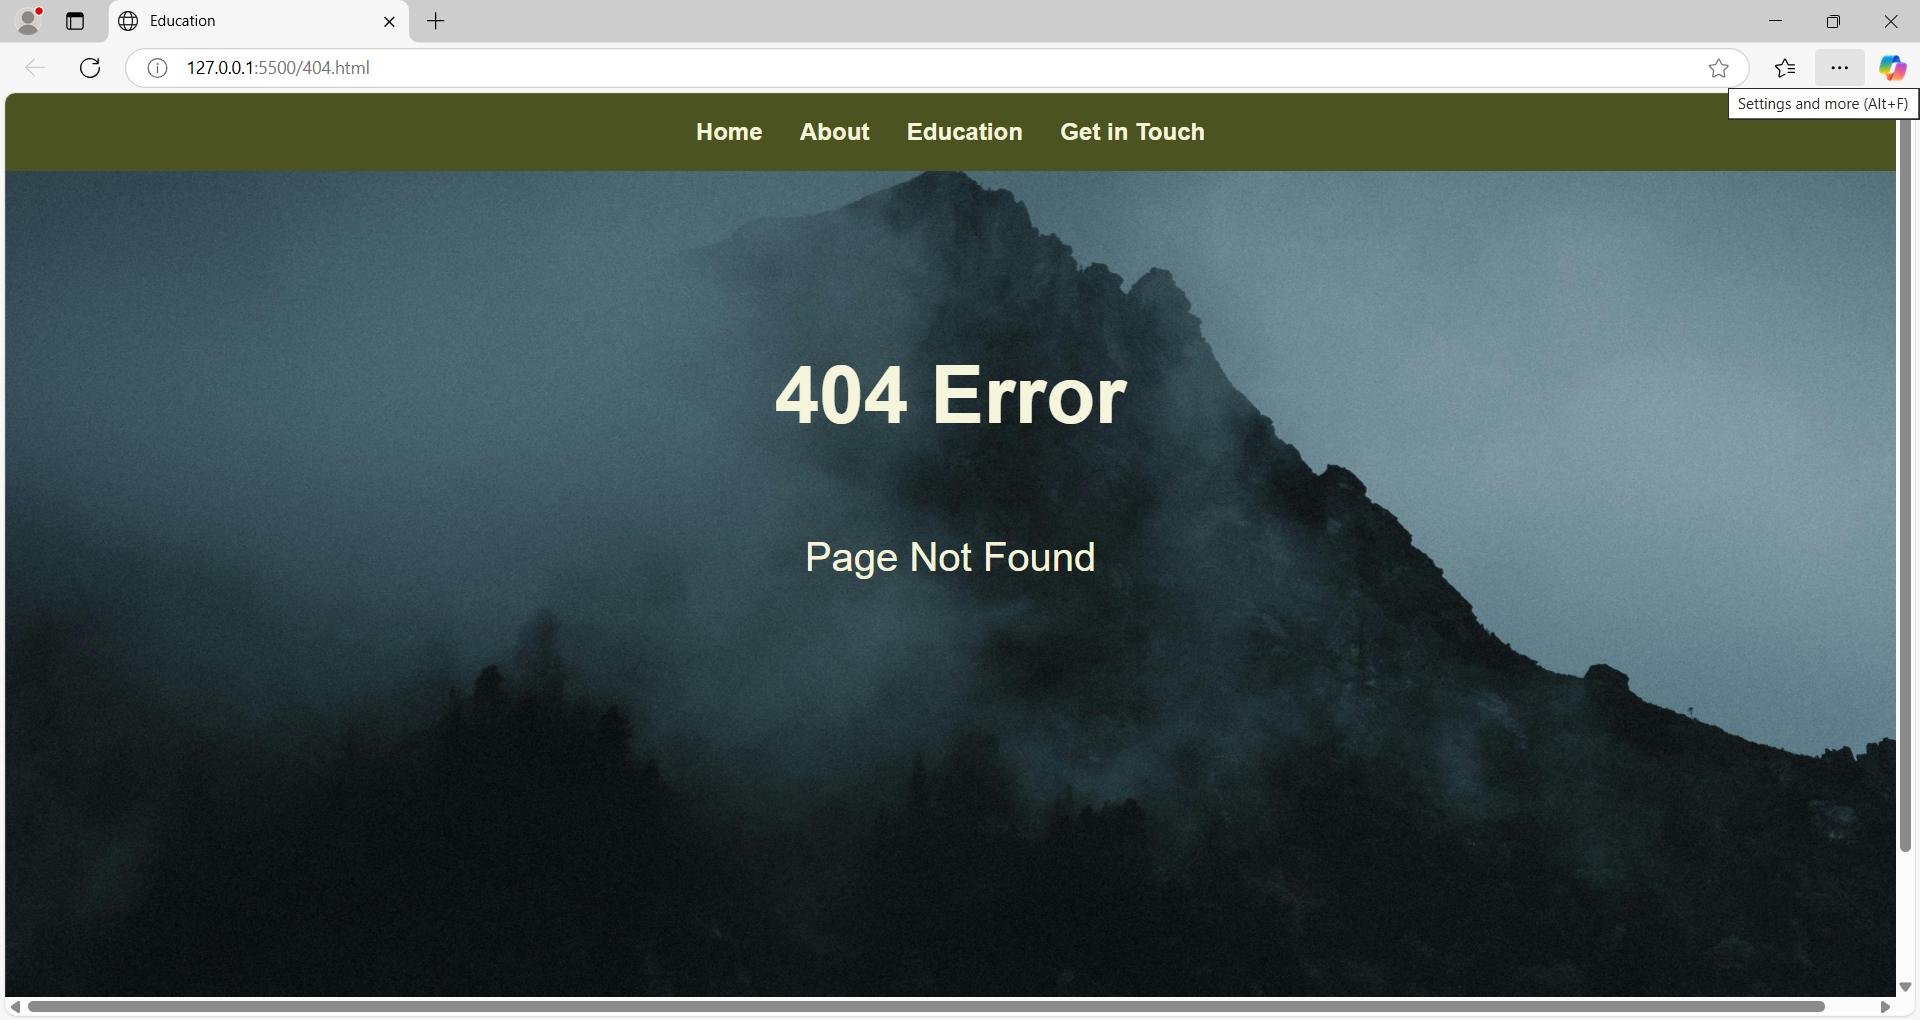 Education
127.0.0.1:5500/404.html
Settings and more (Alt+F)
Home About Education Get in Touch
404 Error
Page Not Found